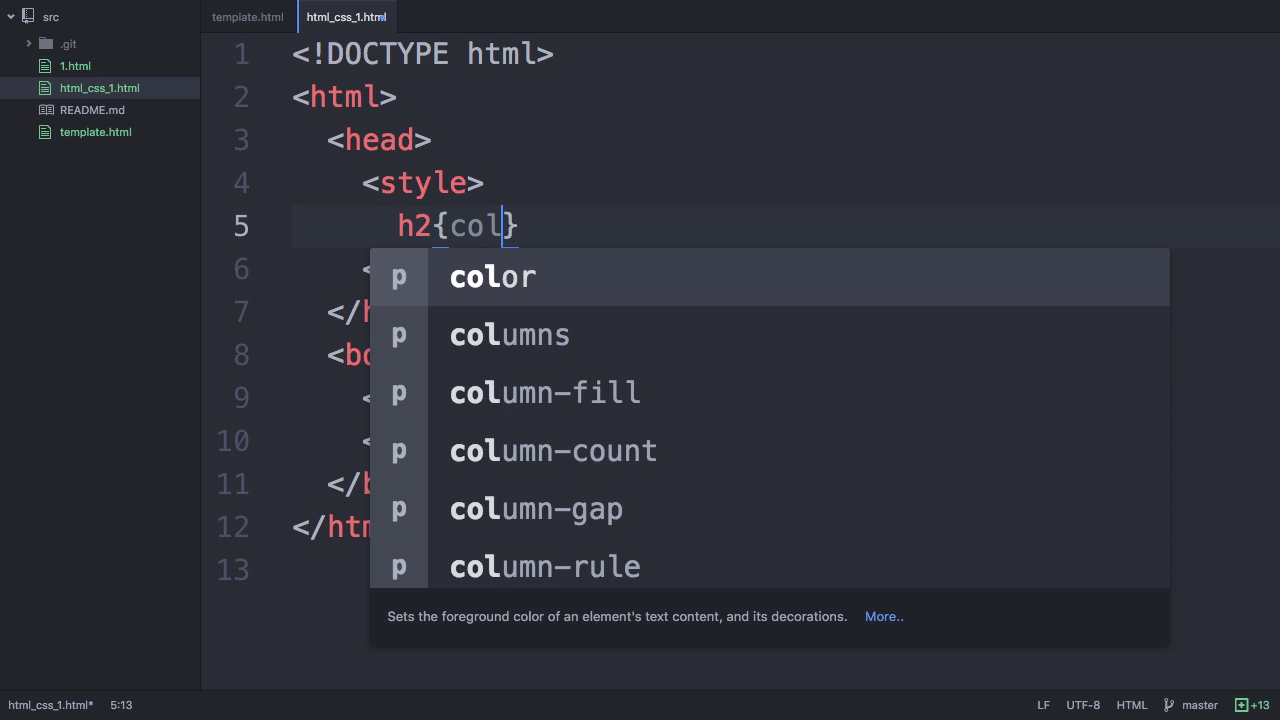 src
.git
1.html
html_css_1.html
README.md
template.html
template.html
html_css_1.html
1 <!DOCTYPE html>
2 <html>
3 <head>
4 <style>
5 h2{col}
6 <
7 </h
8 <bo
9 <
10 <
11 </b
12 </htm
13
p color
p columns
p column-fill
p column-count
p column-gap
p column-rule
Sets the foreground color of an element's text content, and its decorations. More..
html_css_1.html* 5:13
LF UTF-8 HTML master +13